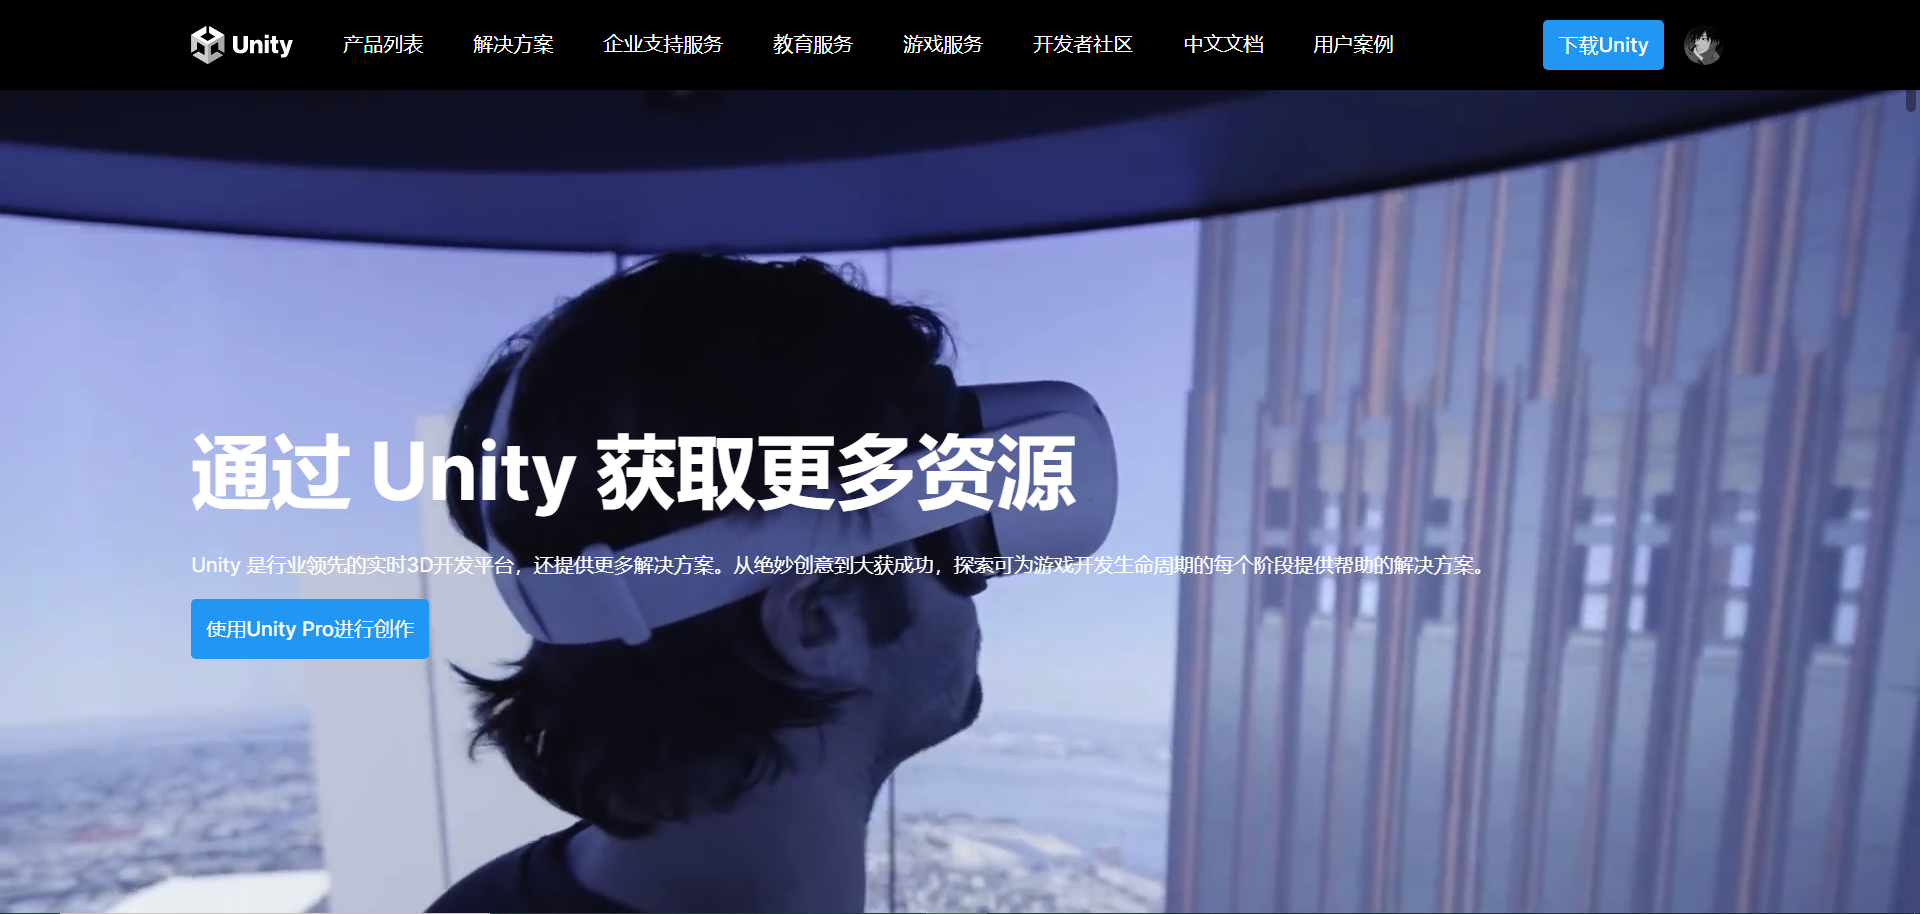 Unity 产品列表 解决方案 企业支持服务 教育服务 游戏服务 开发者社区 中文文档 用户案例 下载Unity
通过 Unity 获取更多资源
Unity 是行业领先的实时3D开发平台，还提供更多解决方案。从绝妙创意到大获成功，探索可为游戏开发生命周期的每个阶段提供帮助的解决方案。
使用Unity Pro进行创作